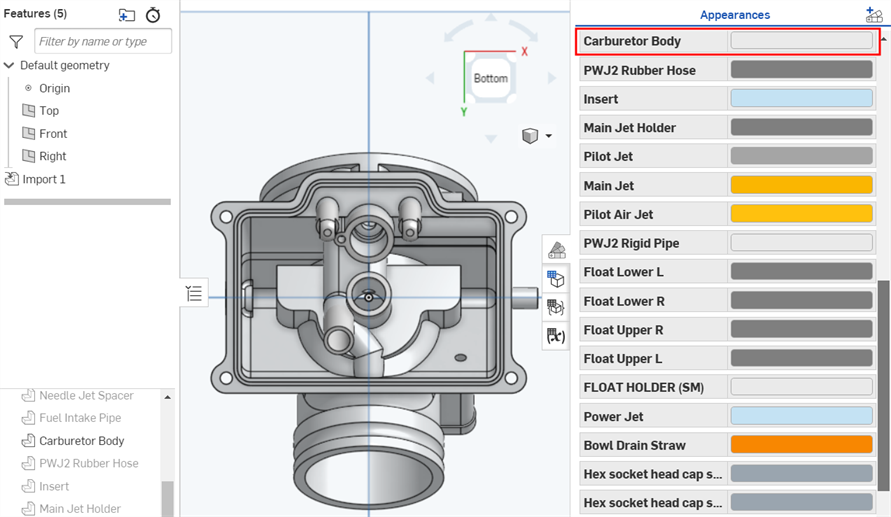 Features (5)
Filter by name or type
Default geometry
Origin
Top
Front
Right
Import 1
Needle Jet Spacer
Fuel Intake Pipe
Carburetor Body
PWJ2 Rubber Hose
Insert
Main Jet Holder
X
Bottom
Y
(x)
Appearances
Carburetor Body
PWJ2 Rubber Hose
Insert
Main Jet Holder
Pilot Jet
Main Jet
Pilot Air Jet
PWJ2 Rigid Pipe
Float Lower L
Float Lower R
Float Upper R
Float Upper L
FLOAT HOLDER (SM)
Power Jet
Bowl Drain Straw
Hex socket head cap s...
Hex socket head cap s...